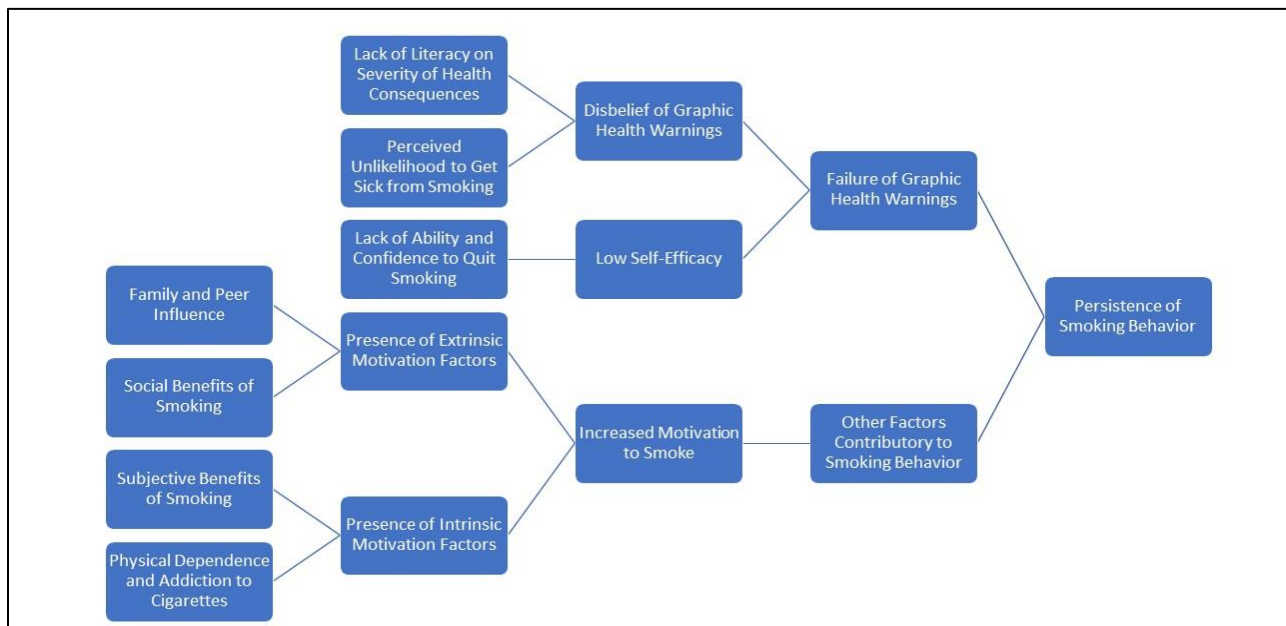 Lack of Literacy on
Severity of Health
Consequences
Perceived
Unlikelihood to Get
Sick from Smoking
Lack of Ability and
Confidence to Quit
Smoking
Disbelief of Graphic
Health Warnings
Low Self-Efficacy
Failure of Graphic
Health Warnings
Family and Peer
Influence
Social Benefits of
Smoking
Subjective Benefits
of Smoking
Physical Dependence
and Addiction to
Cigarettes
Presence of Extrinsic
Motivation Factors
Presence of Intrinsic
Motivation Factors
Increased Motivation
to Smoke
Other Factors
Contributory to
Smoking Behavior
Persistence of
Smoking Behavior